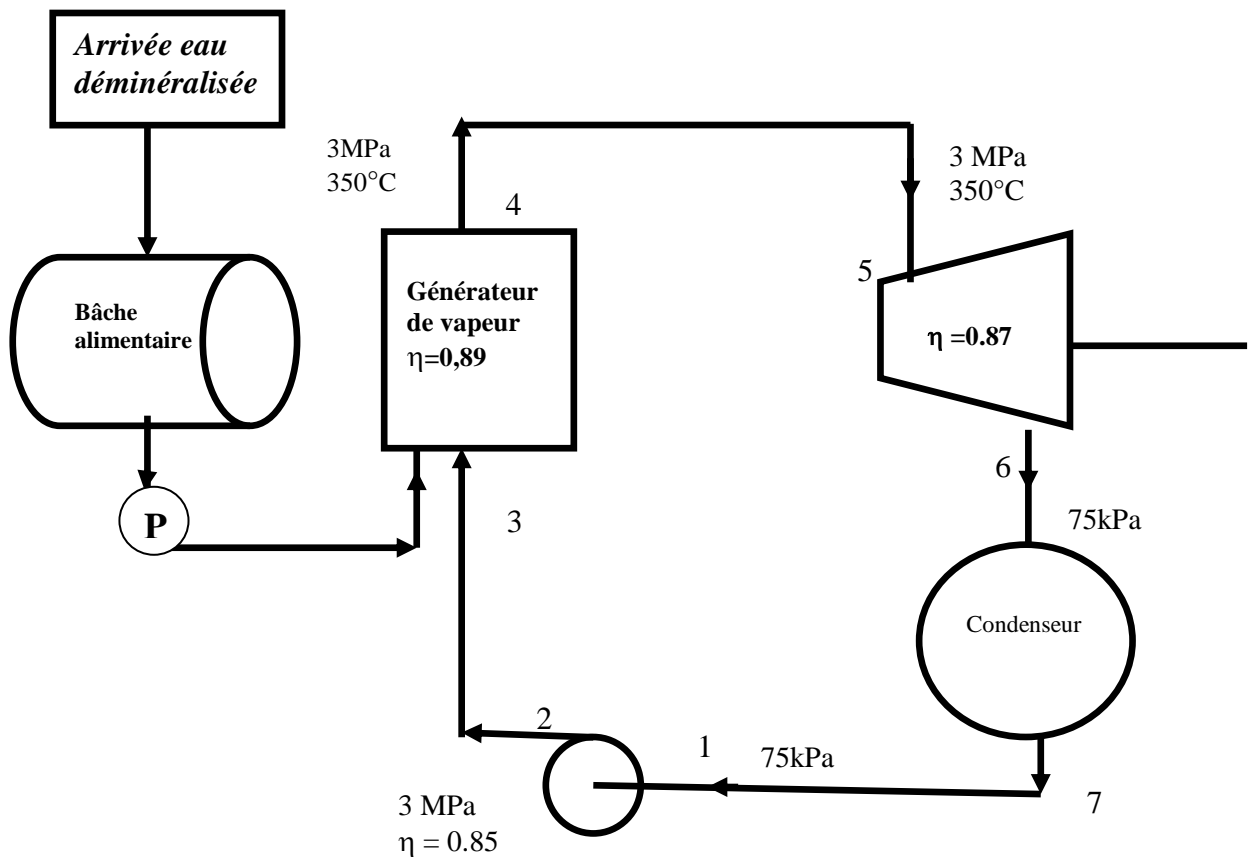 Arrivée eau
déminéralisée
3MPa
350°C
3 MPa
350°C
4
5
Bâche
alimentaire
Générateur
de vapeur
η=0,89
η =0.87
6
P
3
75kPa
Condenseur
2
1
75kPa
7
3 MPa
η = 0.85